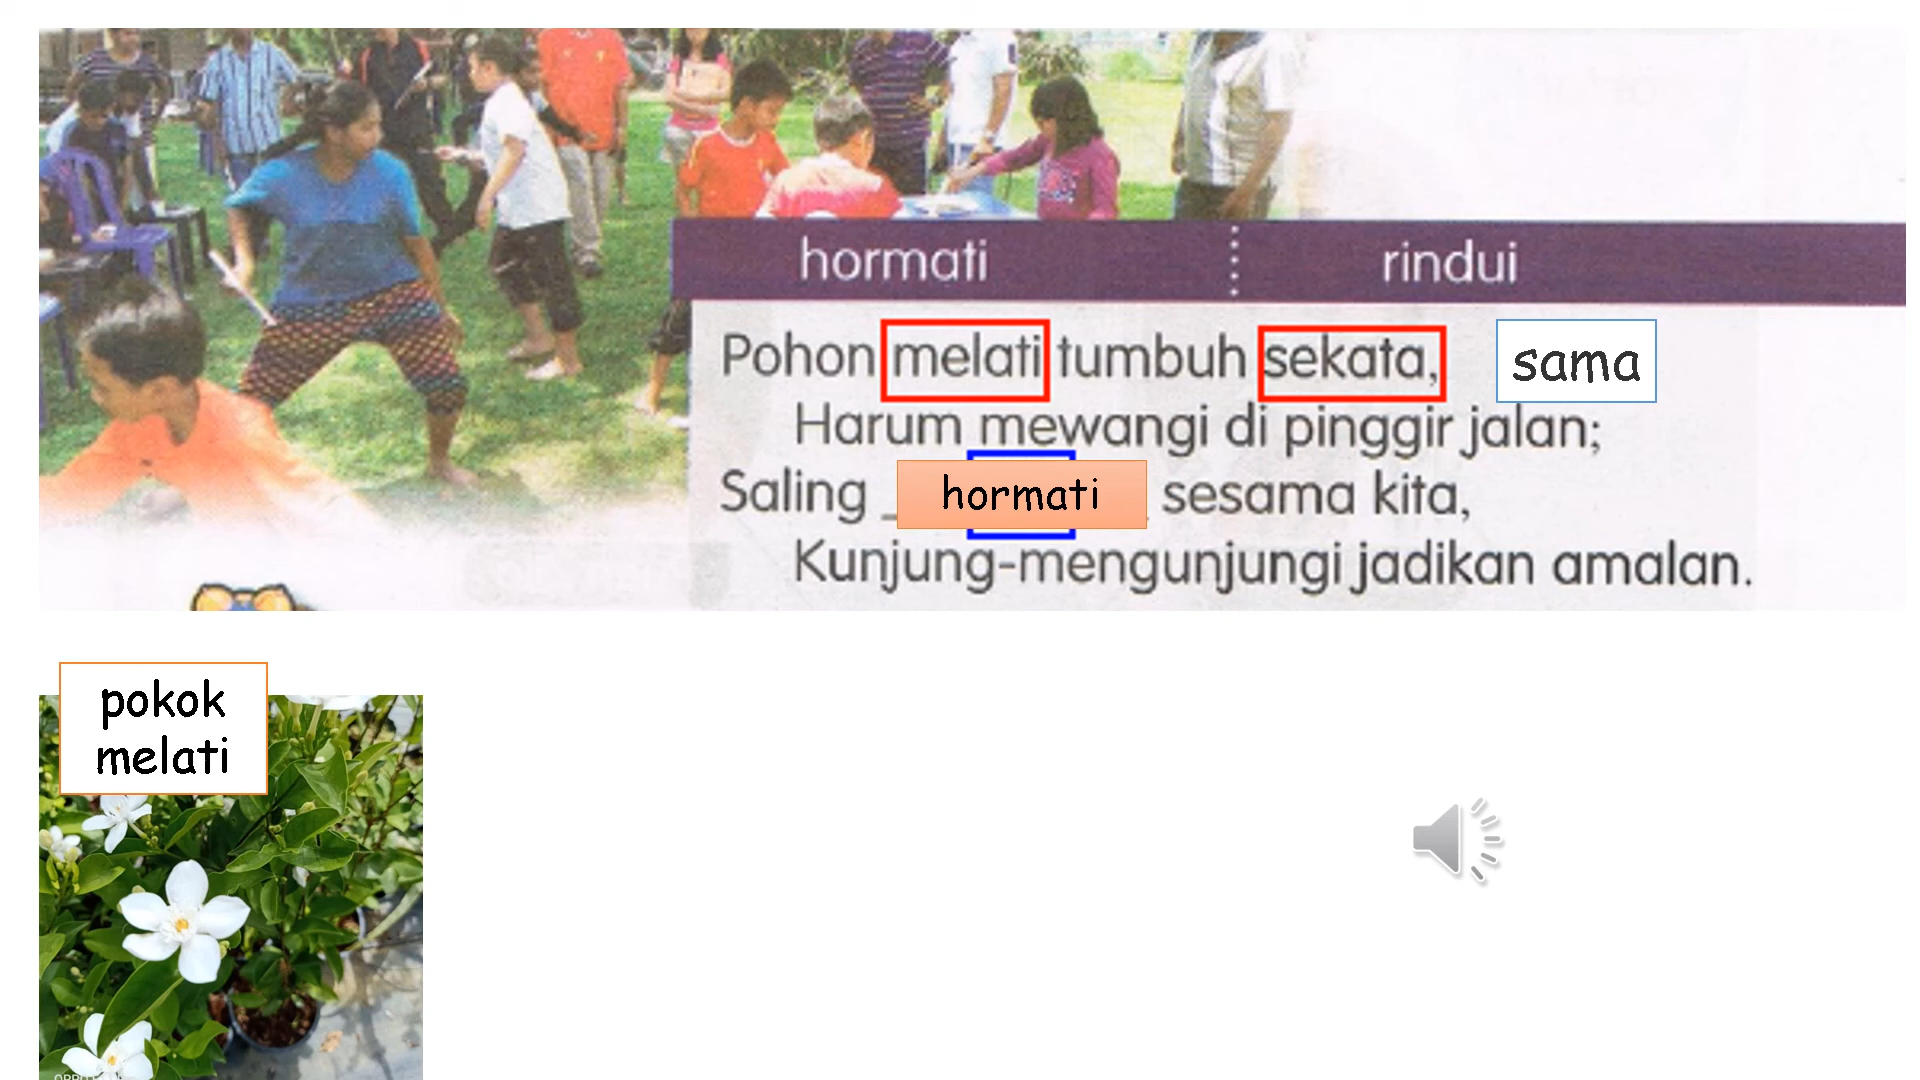 hormati rindui
Pohon melati tumbuh sekata, sama
Harum mewangi di pinggir jalan;
Saling _ hormati sesama kita,
Kunjung-mengunjungi jadikan amalan.
pokok
melati